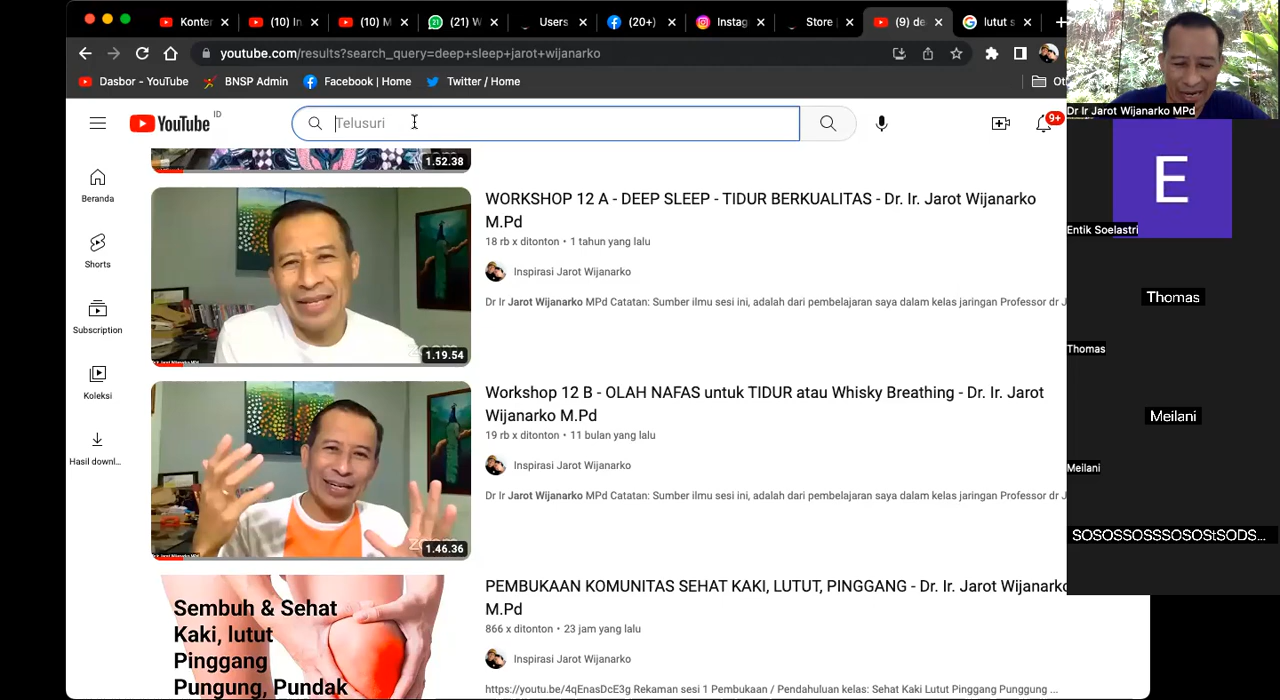 Konter
(10) In
(10) M
(21) W
Users
(20+)
Instag
Store
(9) de
lutut s
youtube.com/results?search_query=deep+sleep+jarot+wijanarko
Dasbor - YouTube
BNSP Admin
Facebook | Home
Twitter / Home
Ot
YouTube ID
Telusuri
9+
Beranda
Shorts
Subscription
Koleksi
Hasil downl...
1.52.38
WORKSHOP 12 A - DEEP SLEEP - TIDUR BERKUALITAS - Dr. Ir. Jarot Wijanarko
M.Pd
18 rb x ditonton • 1 tahun yang lalu
Inspirasi Jarot Wijanarko
Dr Ir Jarot Wijanarko MPd Catatan: Sumber ilmu sesi ini, adalah dari pembelajaran saya dalam kelas jaringan Professor dr J
zoom
1.19.54
Workshop 12 B - OLAH NAFAS untuk TIDUR atau Whisky Breathing - Dr. Ir. Jarot
Wijanarko M.Pd
19 rb x ditonton • 11 bulan yang lalu
Inspirasi Jarot Wijanarko
Dr Ir Jarot Wijanarko MPd Catatan: Sumber ilmu sesi ini, adalah dari pembelajaran saya dalam kelas jaringan Professor dr J
1.46.36
Sembuh & Sehat
Kaki, lutut
Pinggang
Pungung, Pundak
PEMBUKAAN KOMUNITAS SEHAT KAKI, LUTUT, PINGGANG - Dr. Ir. Jarot Wijanarko
M.Pd
866 x ditonton • 23 jam yang lalu
Inspirasi Jarot Wijanarko
https://youtu.be/4qEnasDcE3g Rekaman sesi 1 Pembukaan / Pendahuluan kelas: Sehat Kaki Lutut Pinggang Punggung ...
Dr Ir Jarot Wijanarko MPd
E
Entik Soelastri
Thomas
Thomas
Meilani
Meilani
SOSOSSOSSSOSOStSODS...